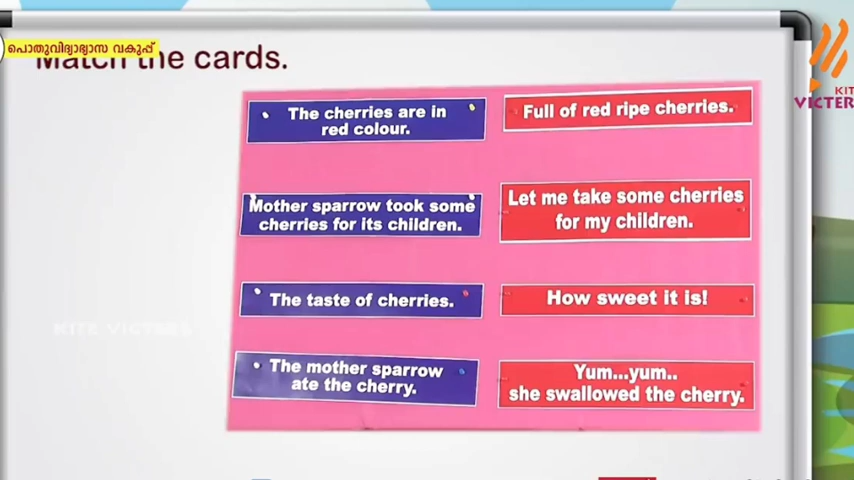 പൊതുവിദ്യാഭ്യാസ വകുപ്പ്
Match the cards.
KITE
VICTERS
The cherries are in
red colour.
Full of red ripe cherries.
Mother sparrow took some
cherries for its children.
Let me take some cherries
for my children.
The taste of cherries.
How sweet it is!
KITE VICTERS
The mother sparrow
ate the cherry.
Yum...yum..
she swallowed the cherry.